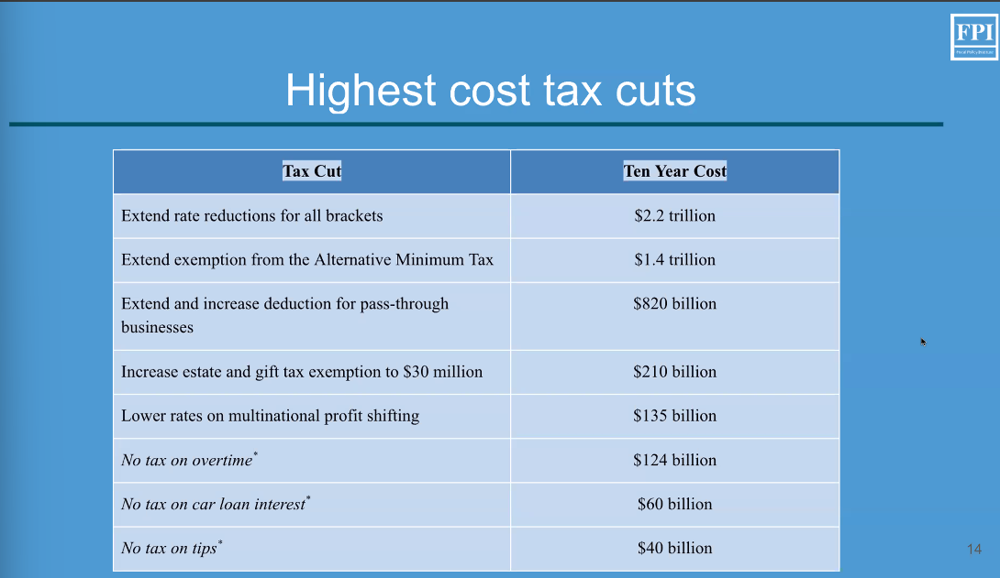 FPI
Fiscal Policy Institute
Highest cost tax cuts
Tax Cut Ten Year Cost
Extend rate reductions for all brackets $2.2 trillion
Extend exemption from the Alternative Minimum Tax $1.4 trillion
Extend and increase deduction for pass-through $820 billion
businesses
Increase estate and gift tax exemption to $30 million $210 billion
Lower rates on multinational profit shifting $135 billion
No tax on overtime* $124 billion
No tax on car loan interest* $60 billion
No tax on tips* $40 billion
14